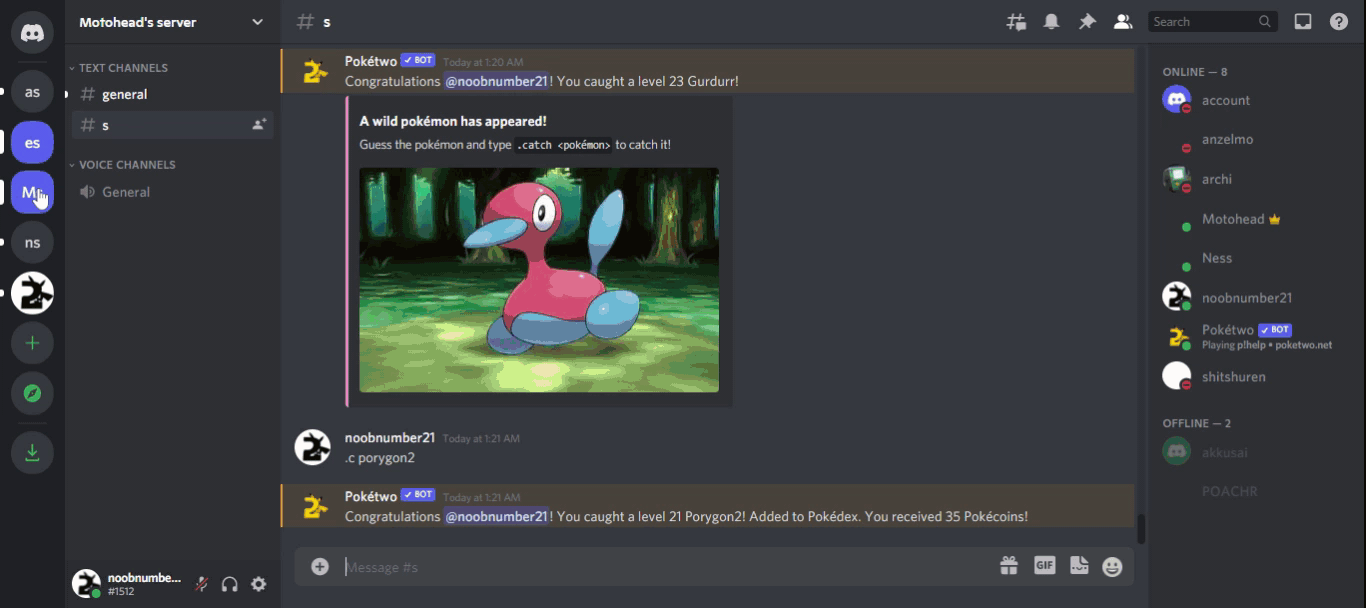 Motohead's server
# s
Search
as
es
M
ns
TEXT CHANNELS
# general
# s
VOICE CHANNELS
General
noobnumbe...
#1512
Pokétwo ✓ BOT Today at 1:20 AM
Congratulations @noobnumber21! You caught a level 23 Gurdurr!
A wild pokémon has appeared!
Guess the pokémon and type .catch <pokémon> to catch it!
noobnumber21 Today at 1:21 AM
.c porygon2
Pokétwo ✓ BOT Today at 1:21 AM
Congratulations @noobnumber21! You caught a level 21 Porygon2! Added to Pokédex. You received 35 Pokécoins!
Message #s
GIF
ONLINE — 8
account
anzelmo
archi
Motohead
Ness
noobnumber21
Pokétwo ✓ BOT
Playing p!help • poketwo.net
shitshuren
OFFLINE — 2
akkusai
POACHR